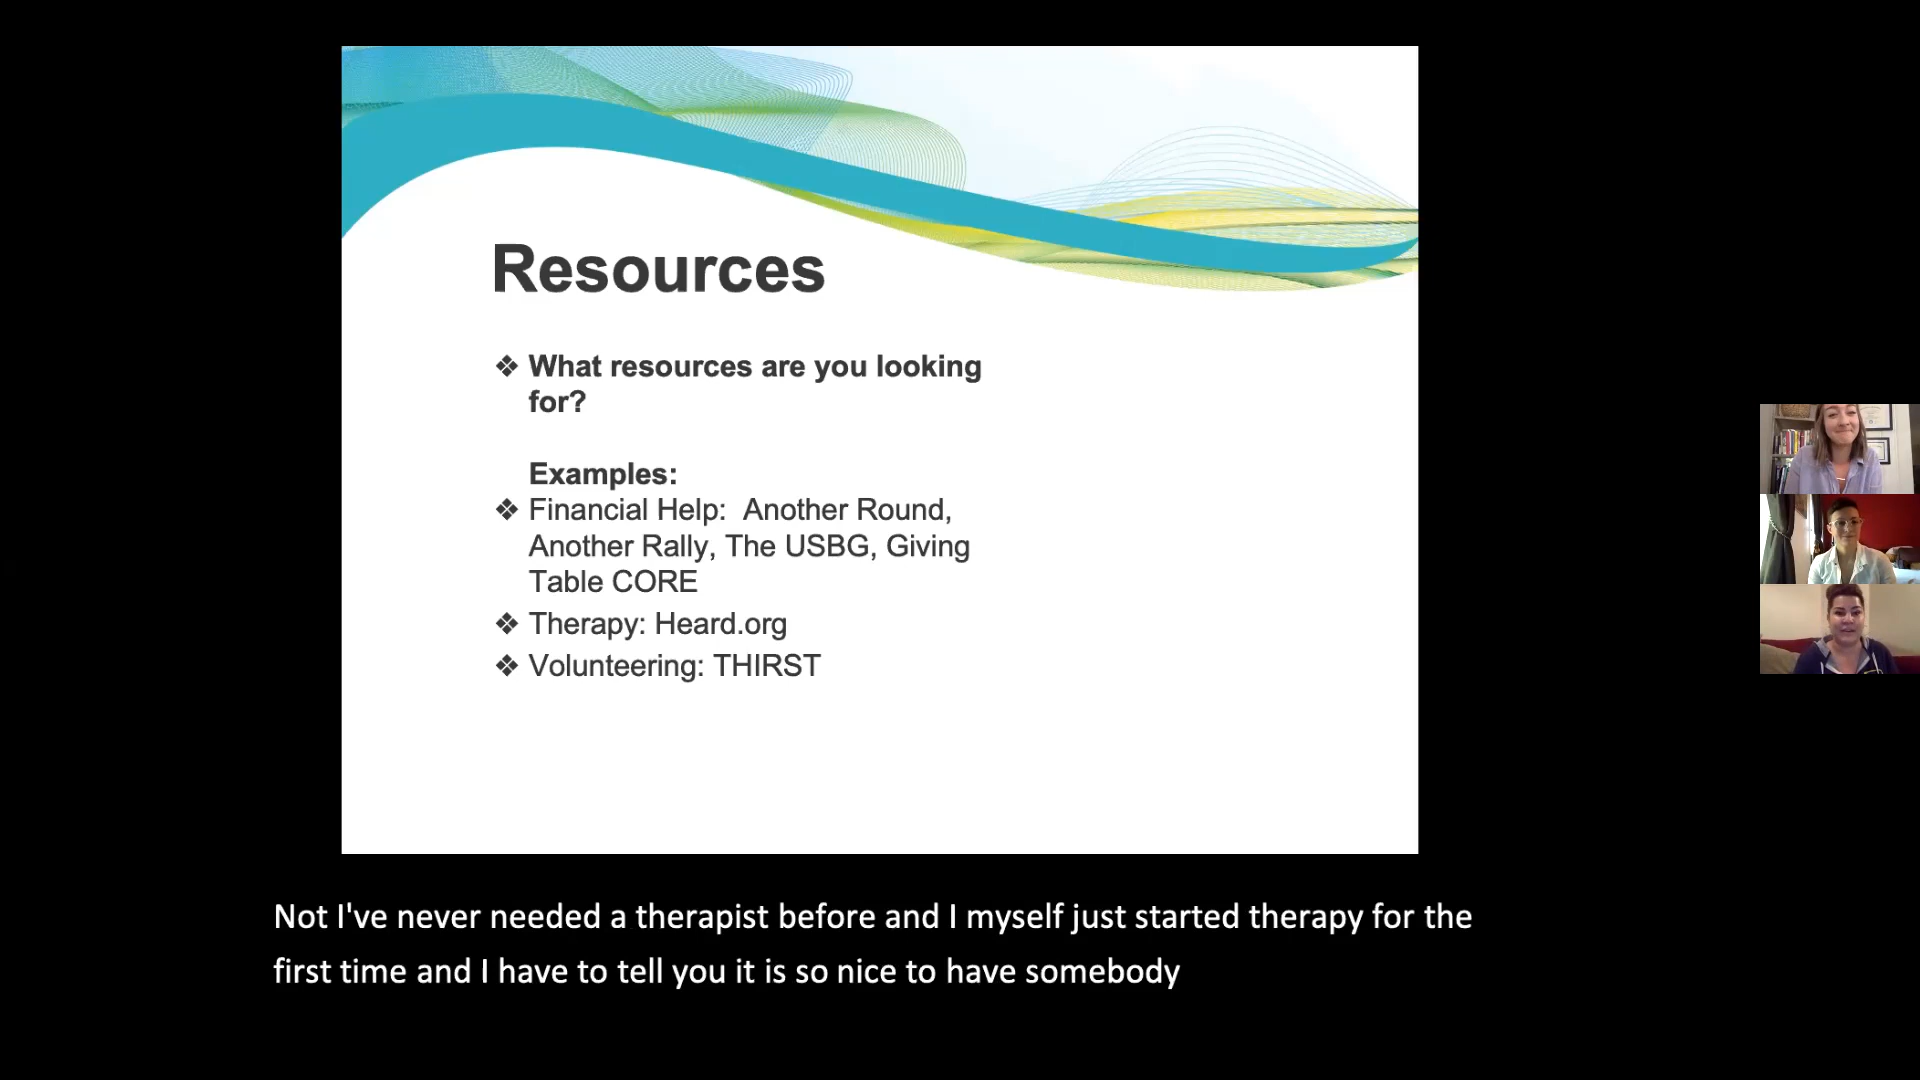 Resources
❖ What resources are you looking
for?
Examples:
❖ Financial Help:  Another Round,
Another Rally, The USBG, Giving
Table CORE
❖ Therapy: Heard.org
❖ Volunteering: THIRST
Not I've never needed a therapist before and I myself just started therapy for the
first time and I have to tell you it is so nice to have somebody